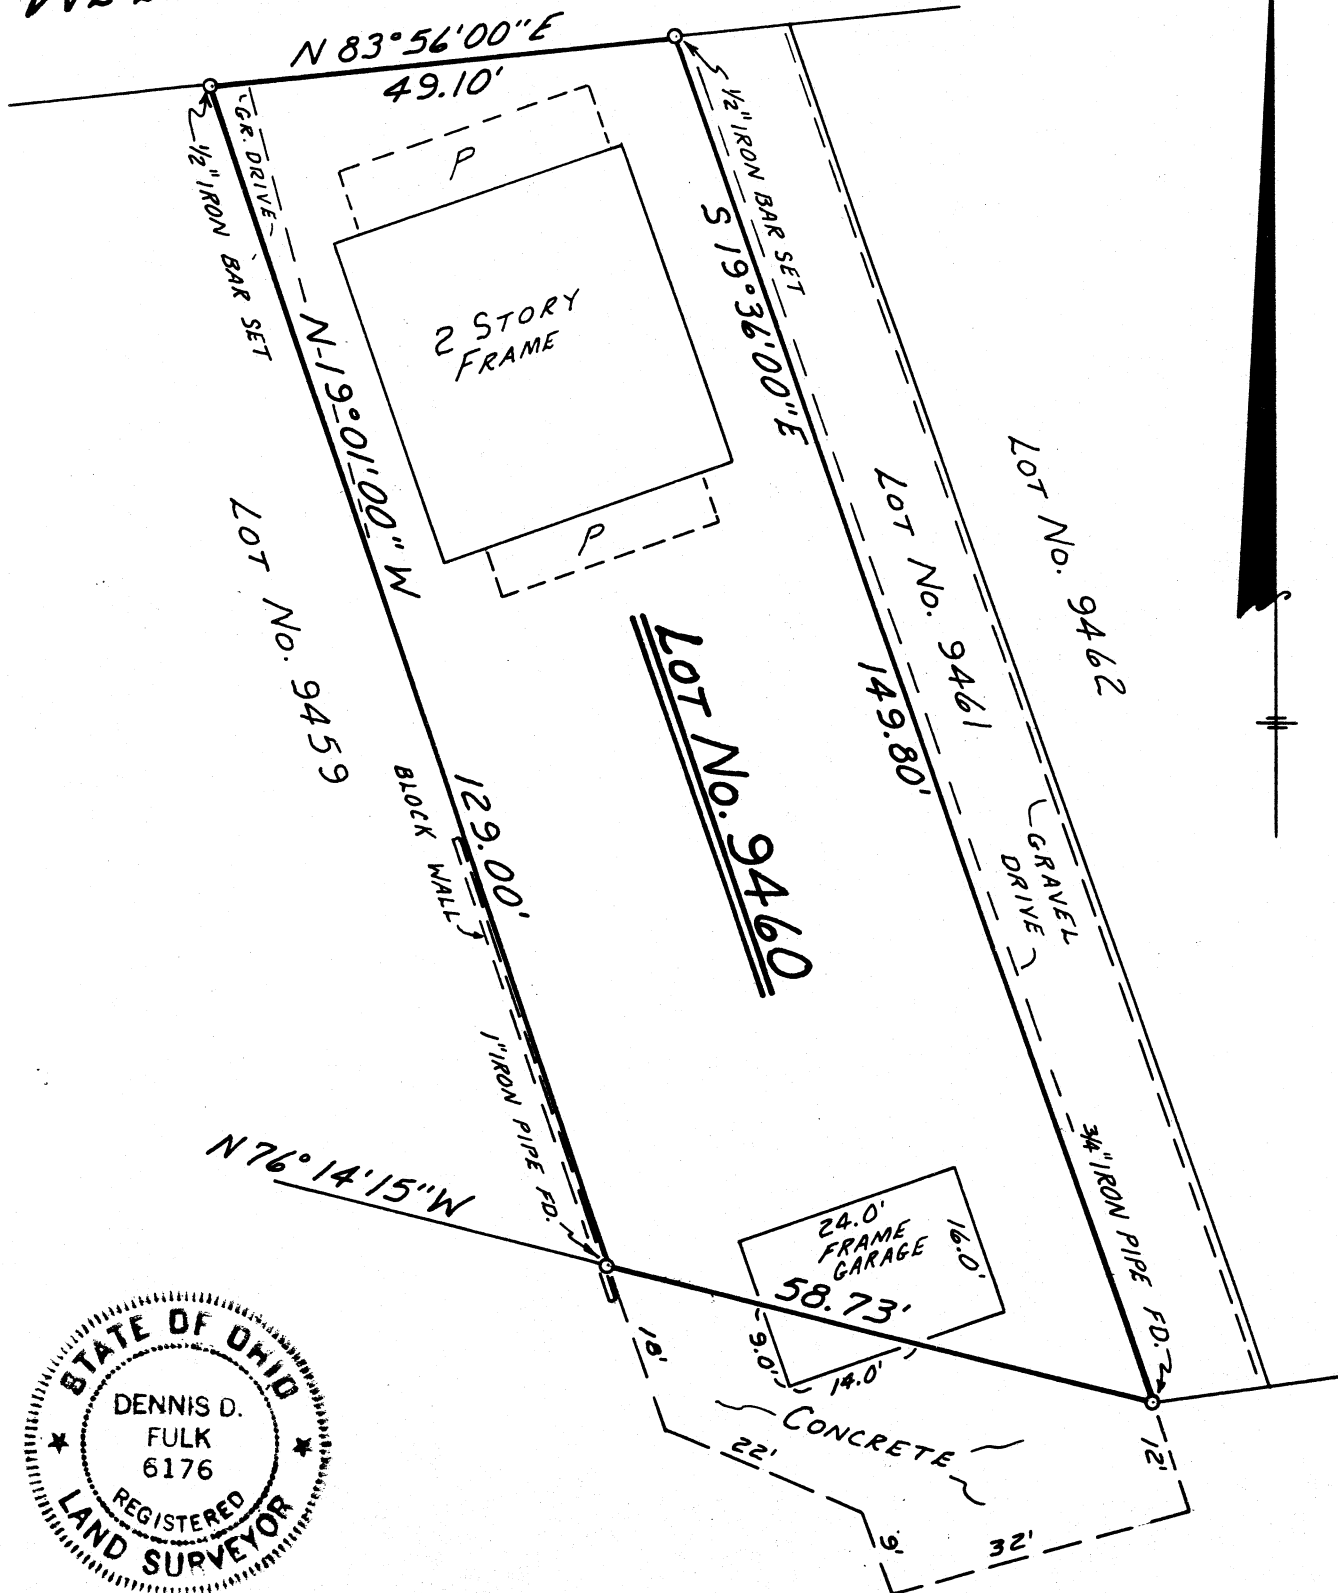 N 83°56'00"E
49.10'
GR. DRIVE
1/2" IRON BAR SET
1/2" IRON BAR SET
P
2 STORY
FRAME
P
N 19°01'00" W
129.00'
S 19°36'00"E
149.80'
LOT No. 9459
LOT No. 9460
LOT No. 9461
LOT No. 9462
BLOCK WALL
GRAVEL
DRIVE
1" IRON PIPE FD.
3/4" IRON PIPE FD.
N 76°14'15"W
24.0'
FRAME
GARAGE
16.0'
58.73'
9.0'
14.0'
18'
CONCRETE
22'
12'
9'
32'
STATE OF OHIO
DENNIS D.
FULK
6176
REGISTERED
LAND SURVEYOR